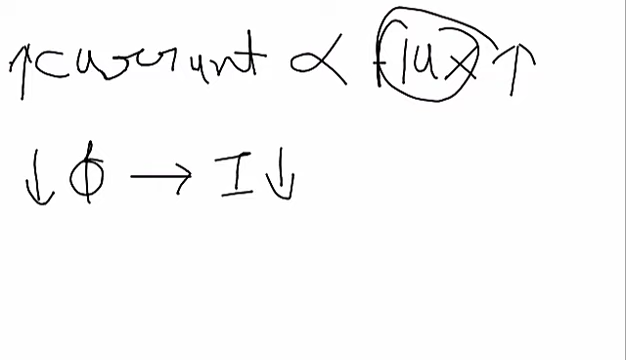 ↑current ∝ flux↑
↓Φ → I↓